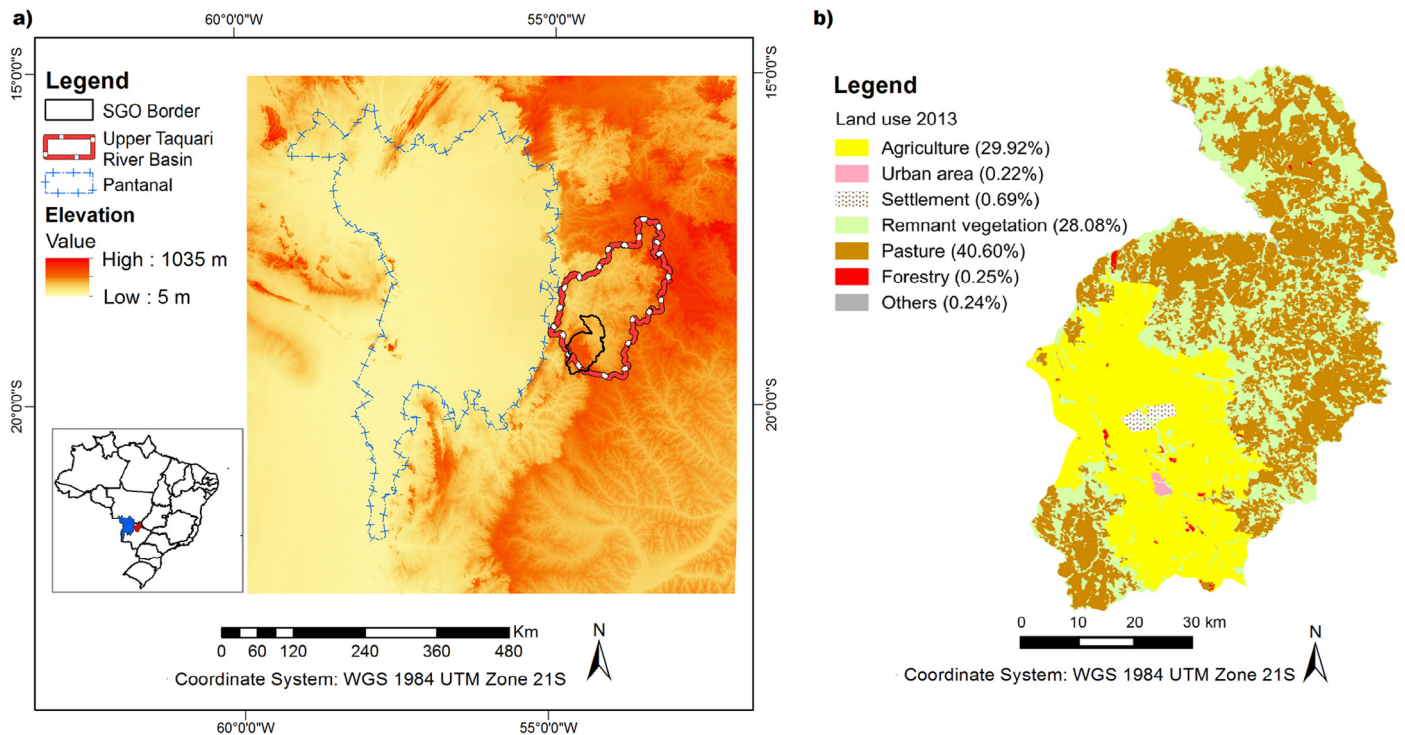 a)
60°0'0"W
55°0'0"W
15°0'0"S
15°0'0"S
20°0'0"S
20°0'0"S
Legend
SGO Border
Upper Taquari
River Basin
Pantanal
Elevation
Value
High : 1035 m
Low : 5 m
Km
0 60 120 240 360 480
N
Coordinate System: WGS 1984 UTM Zone 21S
60°0'0"W
55°0'0"W
b)
Legend
Land use 2013
Agriculture (29.92%)
Urban area (0.22%)
Settlement (0.69%)
Remnant vegetation (28.08%)
Pasture (40.60%)
Forestry (0.25%)
Others (0.24%)
0 10 20 30 km
N
Coordinate System: WGS 1984 UTM Zone 21S